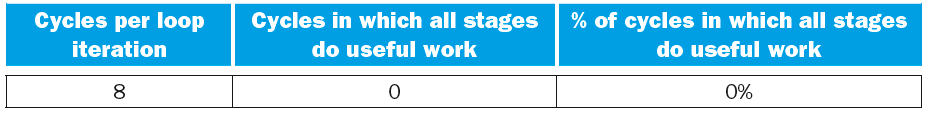 Cycles per loop
iteration
Cycles in which all stages
do useful work
% of cycles in which all stages
do useful work
8
0
0%